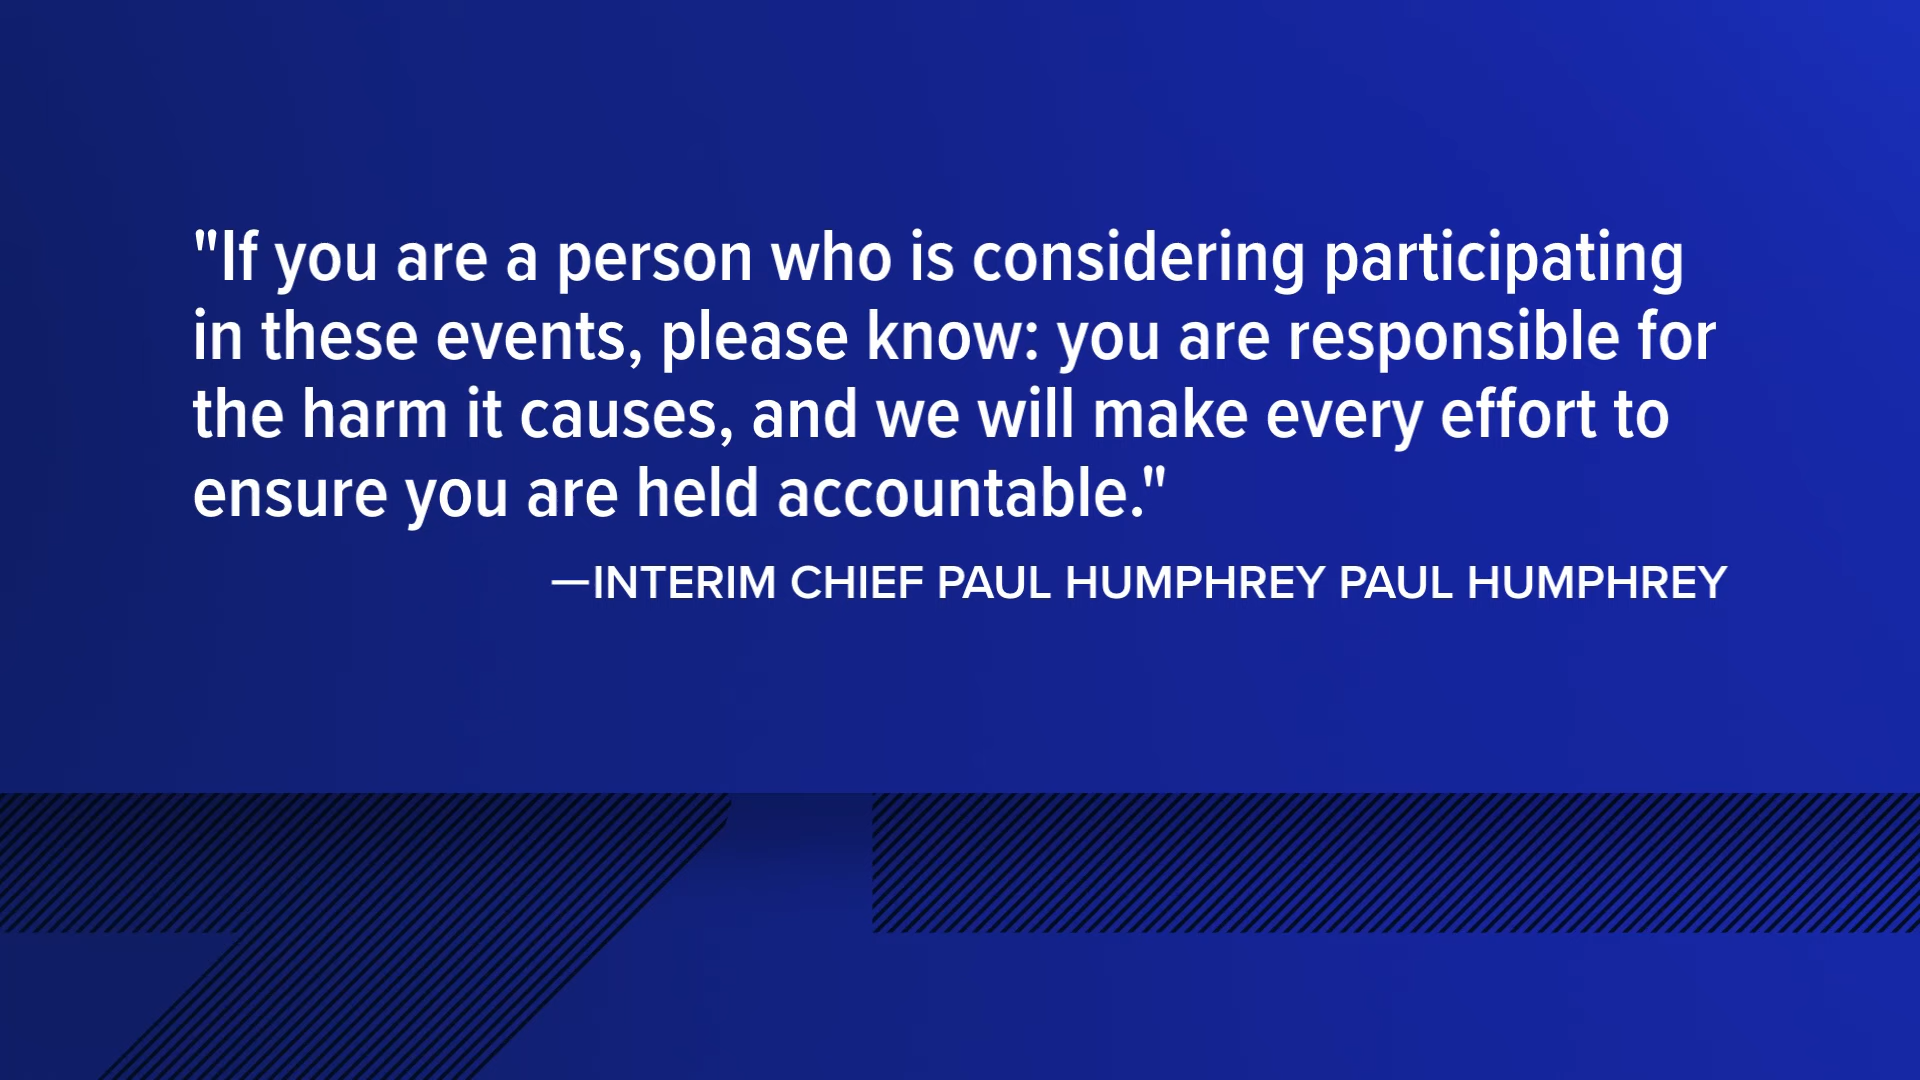 "If you are a person who is considering participating
in these events, please know: you are responsible for
the harm it causes, and we will make every effort to
ensure you are held accountable."
—INTERIM CHIEF PAUL HUMPHREY PAUL HUMPHREY